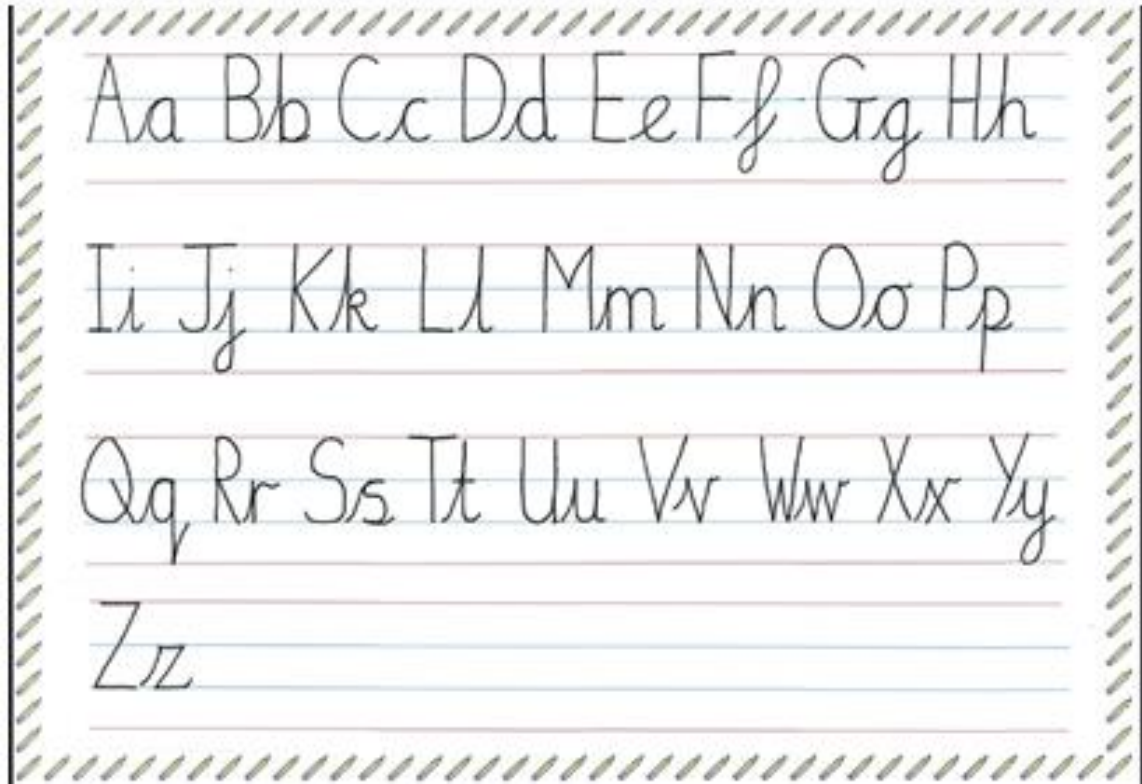 Aa Bb Cc Dd Ee Ff Gg Hh
Ii Jj Kk Ll Mm Nn Oo Pp
Qq Rr Ss Tt Uu Vv Ww Xx Yy
Zz